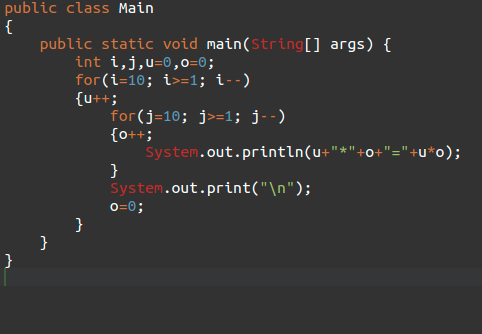 public class Main
{
    public static void main(String[] args) {
        int i,j,u=0,o=0;
        for(i=10; i>=1; i--)
        {u++;
            for(j=10; j>=1; j--)
            {o++;
                System.out.println(u+"*"+o+"="+u*o);
            }
            System.out.print("\n");
            o=0;
        }
    }
}